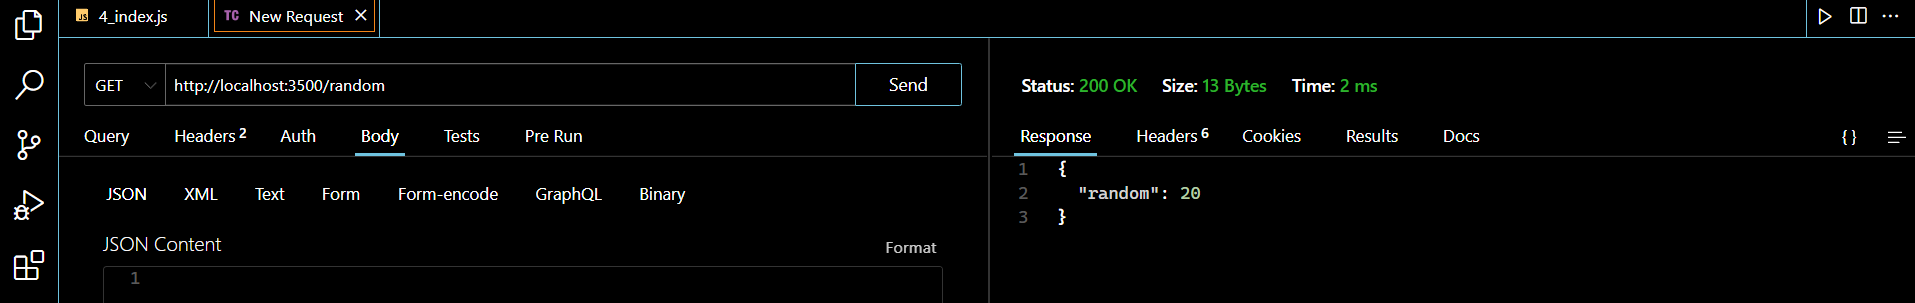 4_index.js
TC New Request
GET http://localhost:3500/random Send
Query Headers 2 Auth Body Tests Pre Run
JSON XML Text Form Form-encode GraphQL Binary
JSON Content Format
1
Status: 200 OK Size: 13 Bytes Time: 2 ms
Response Headers 6 Cookies Results Docs {}
1 {
2 "random": 20
3 }